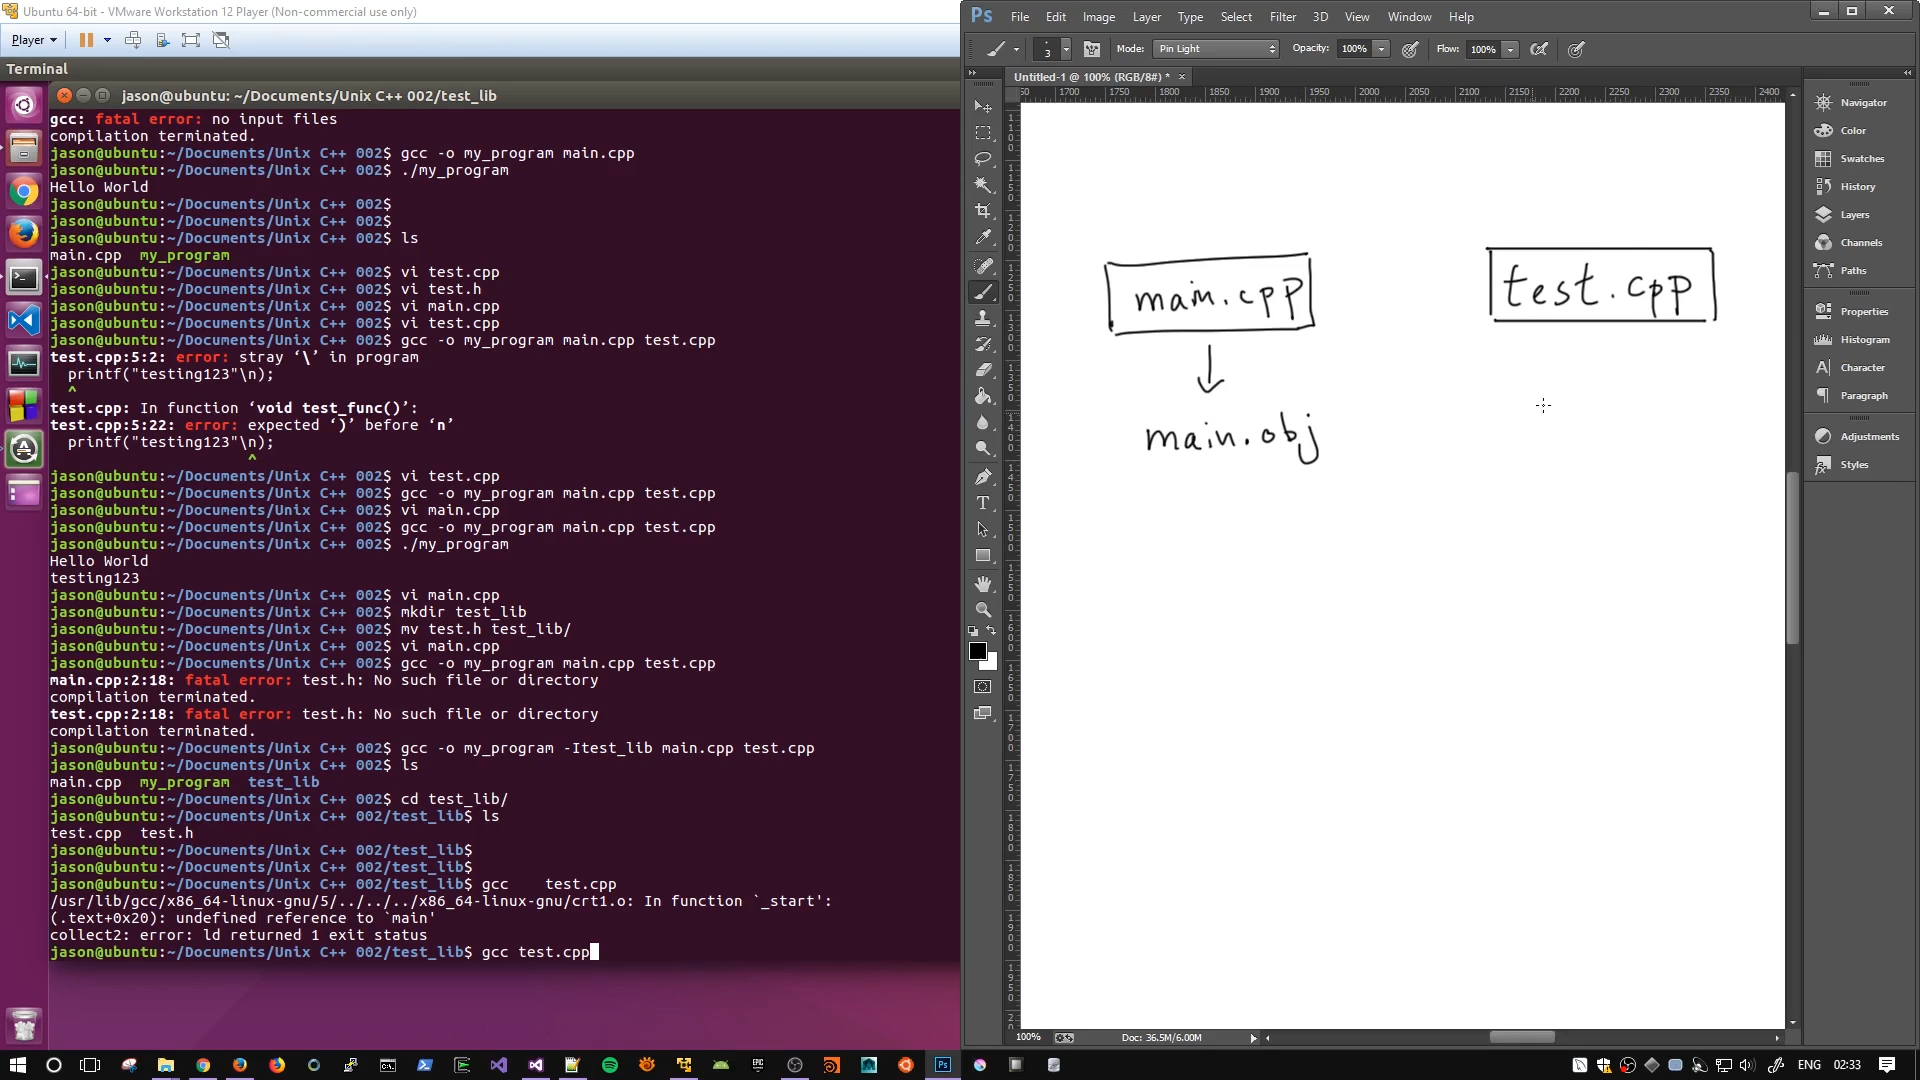 Ubuntu 64-bit - VMware Workstation 12 Player (Non-commercial use only)
Player
Terminal
jason@ubuntu: ~/Documents/Unix C++ 002/test_lib
gcc: fatal error: no input files
compilation terminated.
jason@ubuntu:~/Documents/Unix C++ 002$ gcc -o my_program main.cpp
jason@ubuntu:~/Documents/Unix C++ 002$ ./my_program
Hello World
jason@ubuntu:~/Documents/Unix C++ 002$
jason@ubuntu:~/Documents/Unix C++ 002$
jason@ubuntu:~/Documents/Unix C++ 002$ ls
main.cpp  my_program
jason@ubuntu:~/Documents/Unix C++ 002$ vi test.cpp
jason@ubuntu:~/Documents/Unix C++ 002$ vi test.h
jason@ubuntu:~/Documents/Unix C++ 002$ vi main.cpp
jason@ubuntu:~/Documents/Unix C++ 002$ vi test.cpp
jason@ubuntu:~/Documents/Unix C++ 002$ gcc -o my_program main.cpp test.cpp
test.cpp:5:2: error: stray ‘\’ in program
  printf("testing123"\n);
  ^
test.cpp: In function ‘void test_func()’:
test.cpp:5:22: error: expected ‘)’ before ‘n’
  printf("testing123"\n);
                      ^
jason@ubuntu:~/Documents/Unix C++ 002$ vi test.cpp
jason@ubuntu:~/Documents/Unix C++ 002$ gcc -o my_program main.cpp test.cpp
jason@ubuntu:~/Documents/Unix C++ 002$ vi main.cpp
jason@ubuntu:~/Documents/Unix C++ 002$ gcc -o my_program main.cpp test.cpp
jason@ubuntu:~/Documents/Unix C++ 002$ ./my_program
Hello World
testing123
jason@ubuntu:~/Documents/Unix C++ 002$ vi main.cpp
jason@ubuntu:~/Documents/Unix C++ 002$ mkdir test_lib
jason@ubuntu:~/Documents/Unix C++ 002$ mv test.h test_lib/
jason@ubuntu:~/Documents/Unix C++ 002$ vi main.cpp
jason@ubuntu:~/Documents/Unix C++ 002$ gcc -o my_program main.cpp test.cpp
main.cpp:2:18: fatal error: test.h: No such file or directory
compilation terminated.
test.cpp:2:18: fatal error: test.h: No such file or directory
compilation terminated.
jason@ubuntu:~/Documents/Unix C++ 002$ gcc -o my_program -Itest_lib main.cpp test.cpp
jason@ubuntu:~/Documents/Unix C++ 002$ ls
main.cpp  my_program  test_lib
jason@ubuntu:~/Documents/Unix C++ 002$ cd test_lib/
jason@ubuntu:~/Documents/Unix C++ 002/test_lib$ ls
test.cpp  test.h
jason@ubuntu:~/Documents/Unix C++ 002/test_lib$
jason@ubuntu:~/Documents/Unix C++ 002/test_lib$
jason@ubuntu:~/Documents/Unix C++ 002/test_lib$ gcc    test.cpp
/usr/lib/gcc/x86_64-linux-gnu/5/../../../x86_64-linux-gnu/crt1.o: In function `_start':
(.text+0x20): undefined reference to `main'
collect2: error: ld returned 1 exit status
jason@ubuntu:~/Documents/Unix C++ 002/test_lib$ gcc test.cpp
Ps File Edit Image Layer Type Select Filter 3D View Window Help
3 Mode: Pin Light Opacity: 100% Flow: 100%
Untitled-1 @ 100% (RGB/8#) *
1700 1750 1800 1850 1900 1950 2000 2050 2100 2150 2200 2250 2300 2350 2400
main.cpp
test.cpp
main.obj
Navigator
Color
Swatches
History
Layers
Channels
Paths
Properties
Histogram
Character
Paragraph
Adjustments
Styles
100% Doc: 36.5M/6.00M
ENG 02:33